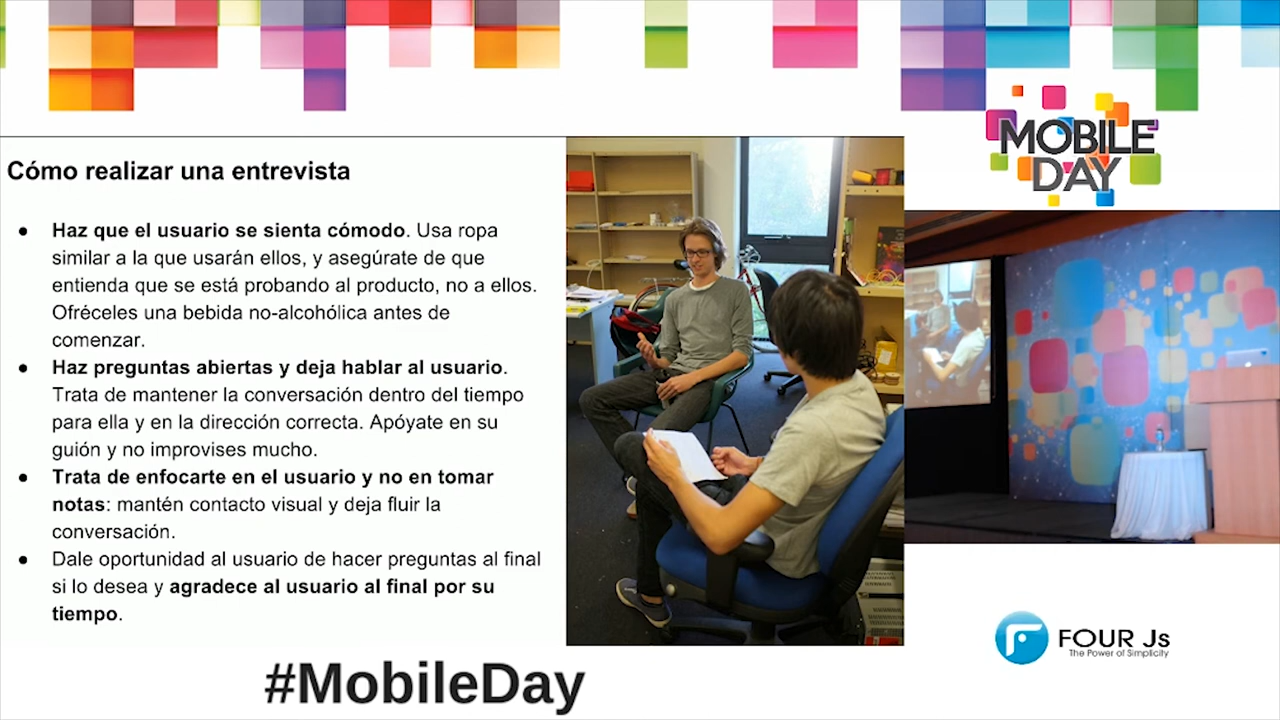 MOBILE
DAY
Cómo realizar una entrevista
● Haz que el usuario se sienta cómodo. Usa ropa
similar a la que usarán ellos, y asegúrate de que
entienda que se está probando al producto, no a ellos.
Ofréceles una bebida no-alcohólica antes de
comenzar.
● Haz preguntas abiertas y deja hablar al usuario.
Trata de mantener la conversación dentro del tiempo
para ella y en la dirección correcta. Apóyate en su
guión y no improvises mucho.
● Trata de enfocarte en el usuario y no en tomar
notas: mantén contacto visual y deja fluir la
conversación.
● Dale oportunidad al usuario de hacer preguntas al final
si lo desea y agradece al usuario al final por su
tiempo.
FOUR Js
The Power of Simplicity
#MobileDay